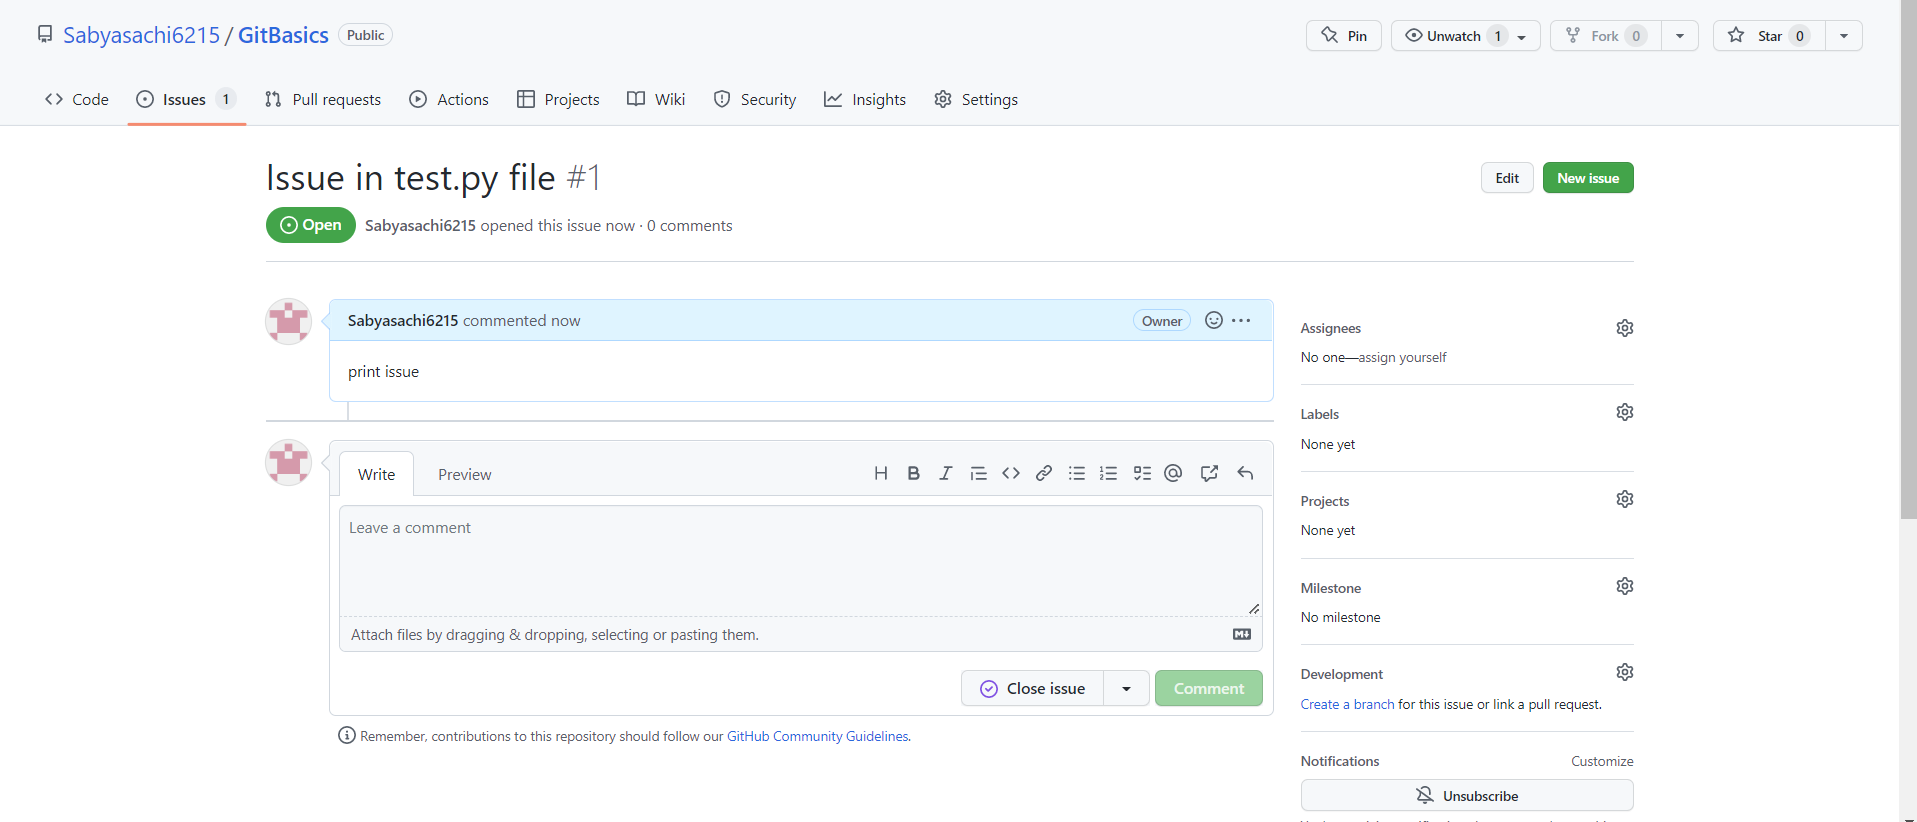 Sabyasachi6215 / GitBasics Public
Pin Unwatch 1 Fork 0 Star 0
Code Issues 1 Pull requests Actions Projects Wiki Security Insights Settings
Issue in test.py file #1
Edit New issue
Open Sabyasachi6215 opened this issue now · 0 comments
Sabyasachi6215 commented now Owner
print issue
Write Preview
Leave a comment
Attach files by dragging & dropping, selecting or pasting them.
Close issue Comment
Remember, contributions to this repository should follow our GitHub Community Guidelines.
Assignees
No one—assign yourself
Labels
None yet
Projects
None yet
Milestone
No milestone
Development
Create a branch for this issue or link a pull request.
Notifications Customize
Unsubscribe